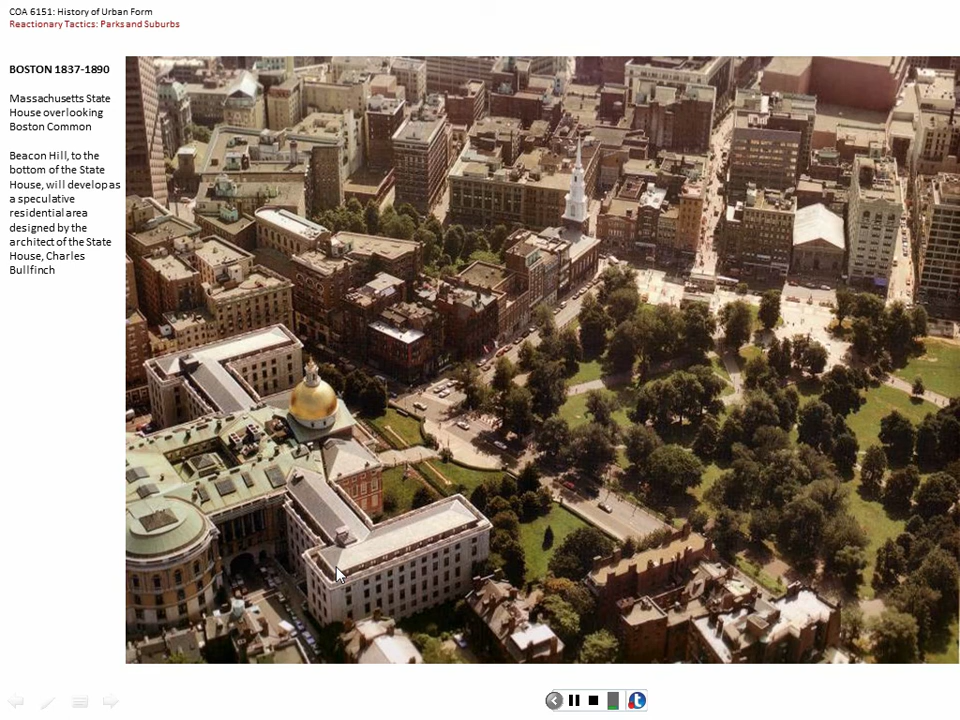 COA 6151: History of Urban Form
Reactionary Tactics: Parks and Suburbs
BOSTON 1837-1890
Massachusetts State
House overlooking
Boston Common
Beacon Hill, to the
bottom of the State
House, will develop as
a speculative
residential area
designed by the
architect of the State
House, Charles
Bullfinch